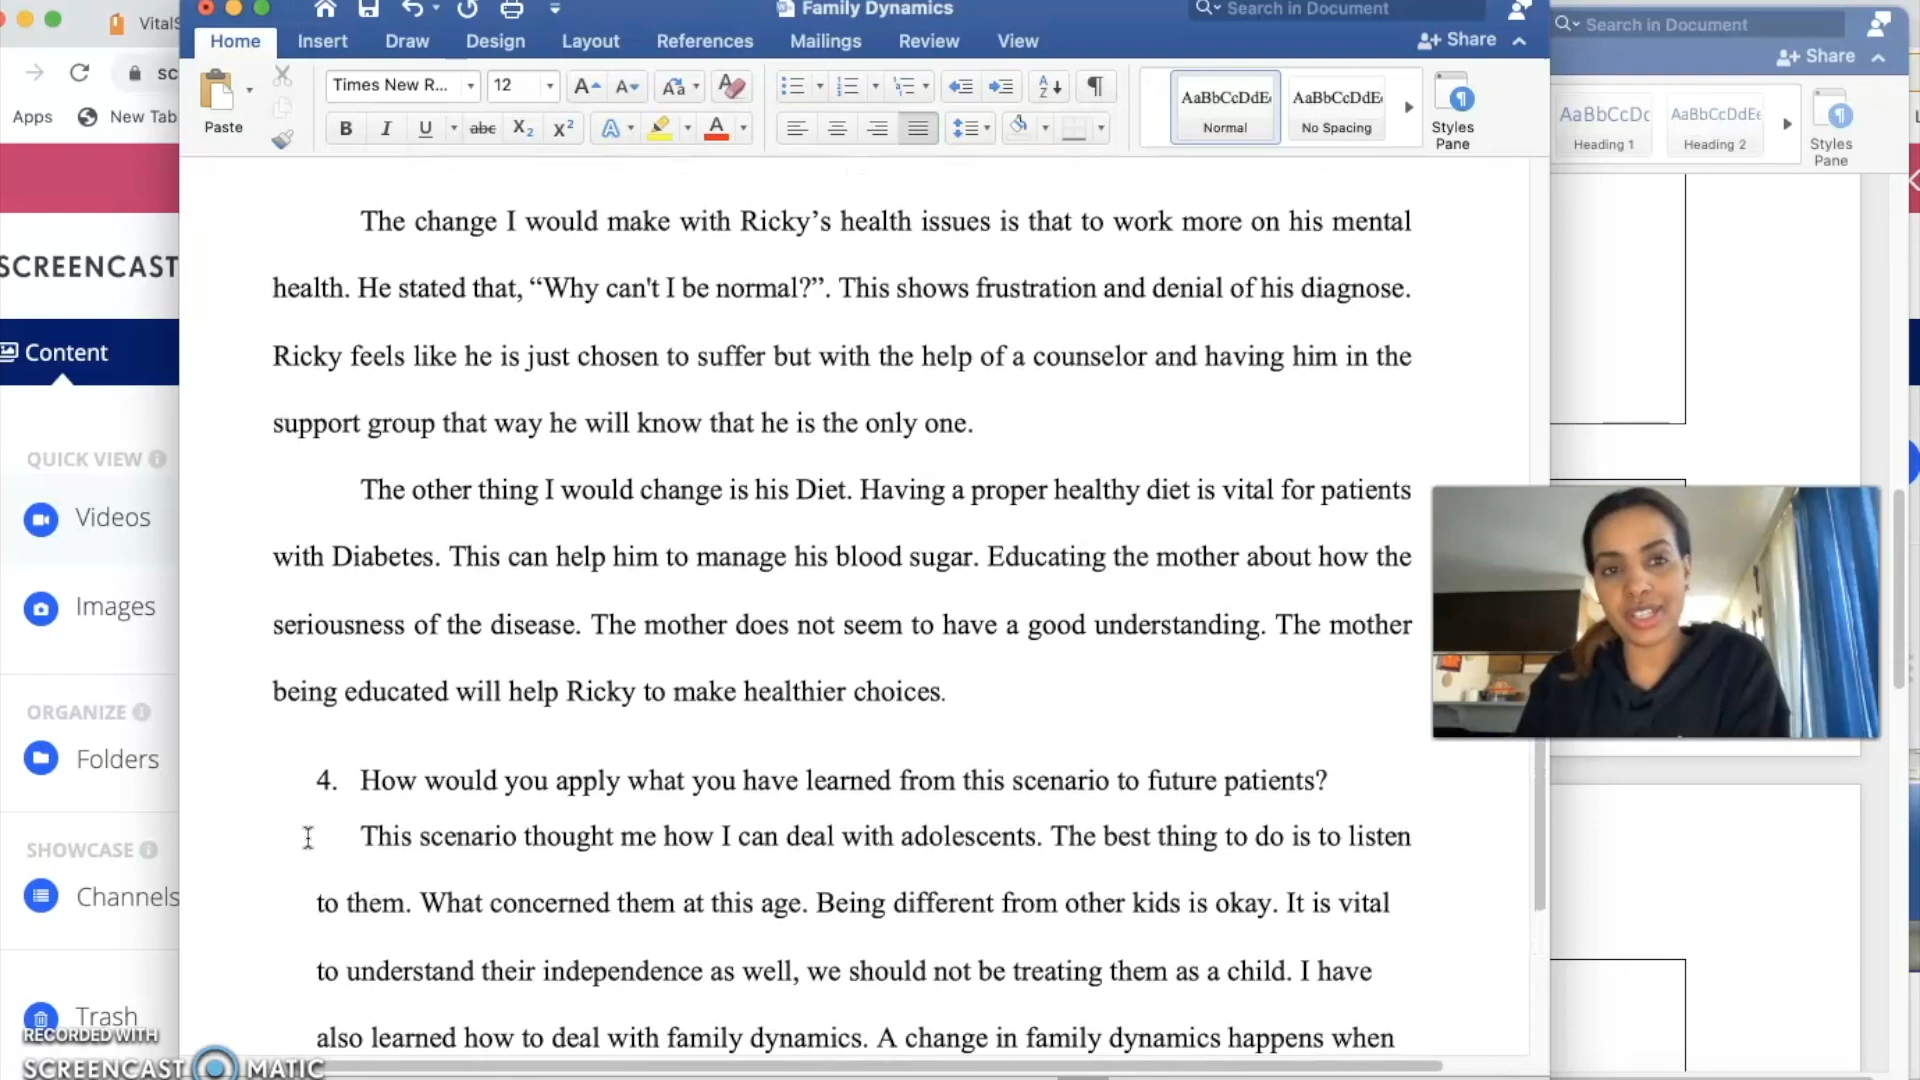 VitalS
Family Dynamics
Search in Document
Search in Document
Home Insert Draw Design Layout References Mailings Review View
Share
Share
sc
Apps New Tab
Paste
Times New R... 12
AaBbCcDdE
Normal
AaBbCcDdE
No Spacing
Styles
Pane
AaBbCcDc
Heading 1
AaBbCcDdEe
Heading 2
Styles
Pane
SCREENCAST
Content
QUICK VIEW
Videos
Images
ORGANIZE
Folders
SHOWCASE
Channels
Trash
The change I would make with Ricky’s health issues is that to work more on his mental
health. He stated that, “Why can't I be normal?”. This shows frustration and denial of his diagnose.
Ricky feels like he is just chosen to suffer but with the help of a counselor and having him in the
support group that way he will know that he is the only one.
The other thing I would change is his Diet. Having a proper healthy diet is vital for patients
with Diabetes. This can help him to manage his blood sugar. Educating the mother about how the
seriousness of the disease. The mother does not seem to have a good understanding. The mother
being educated will help Ricky to make healthier choices.
4. How would you apply what you have learned from this scenario to future patients?
This scenario thought me how I can deal with adolescents. The best thing to do is to listen
to them. What concerned them at this age. Being different from other kids is okay. It is vital
to understand their independence as well, we should not be treating them as a child. I have
also learned how to deal with family dynamics. A change in family dynamics happens when
RECORDED WITH
SCREENCAST MATIC